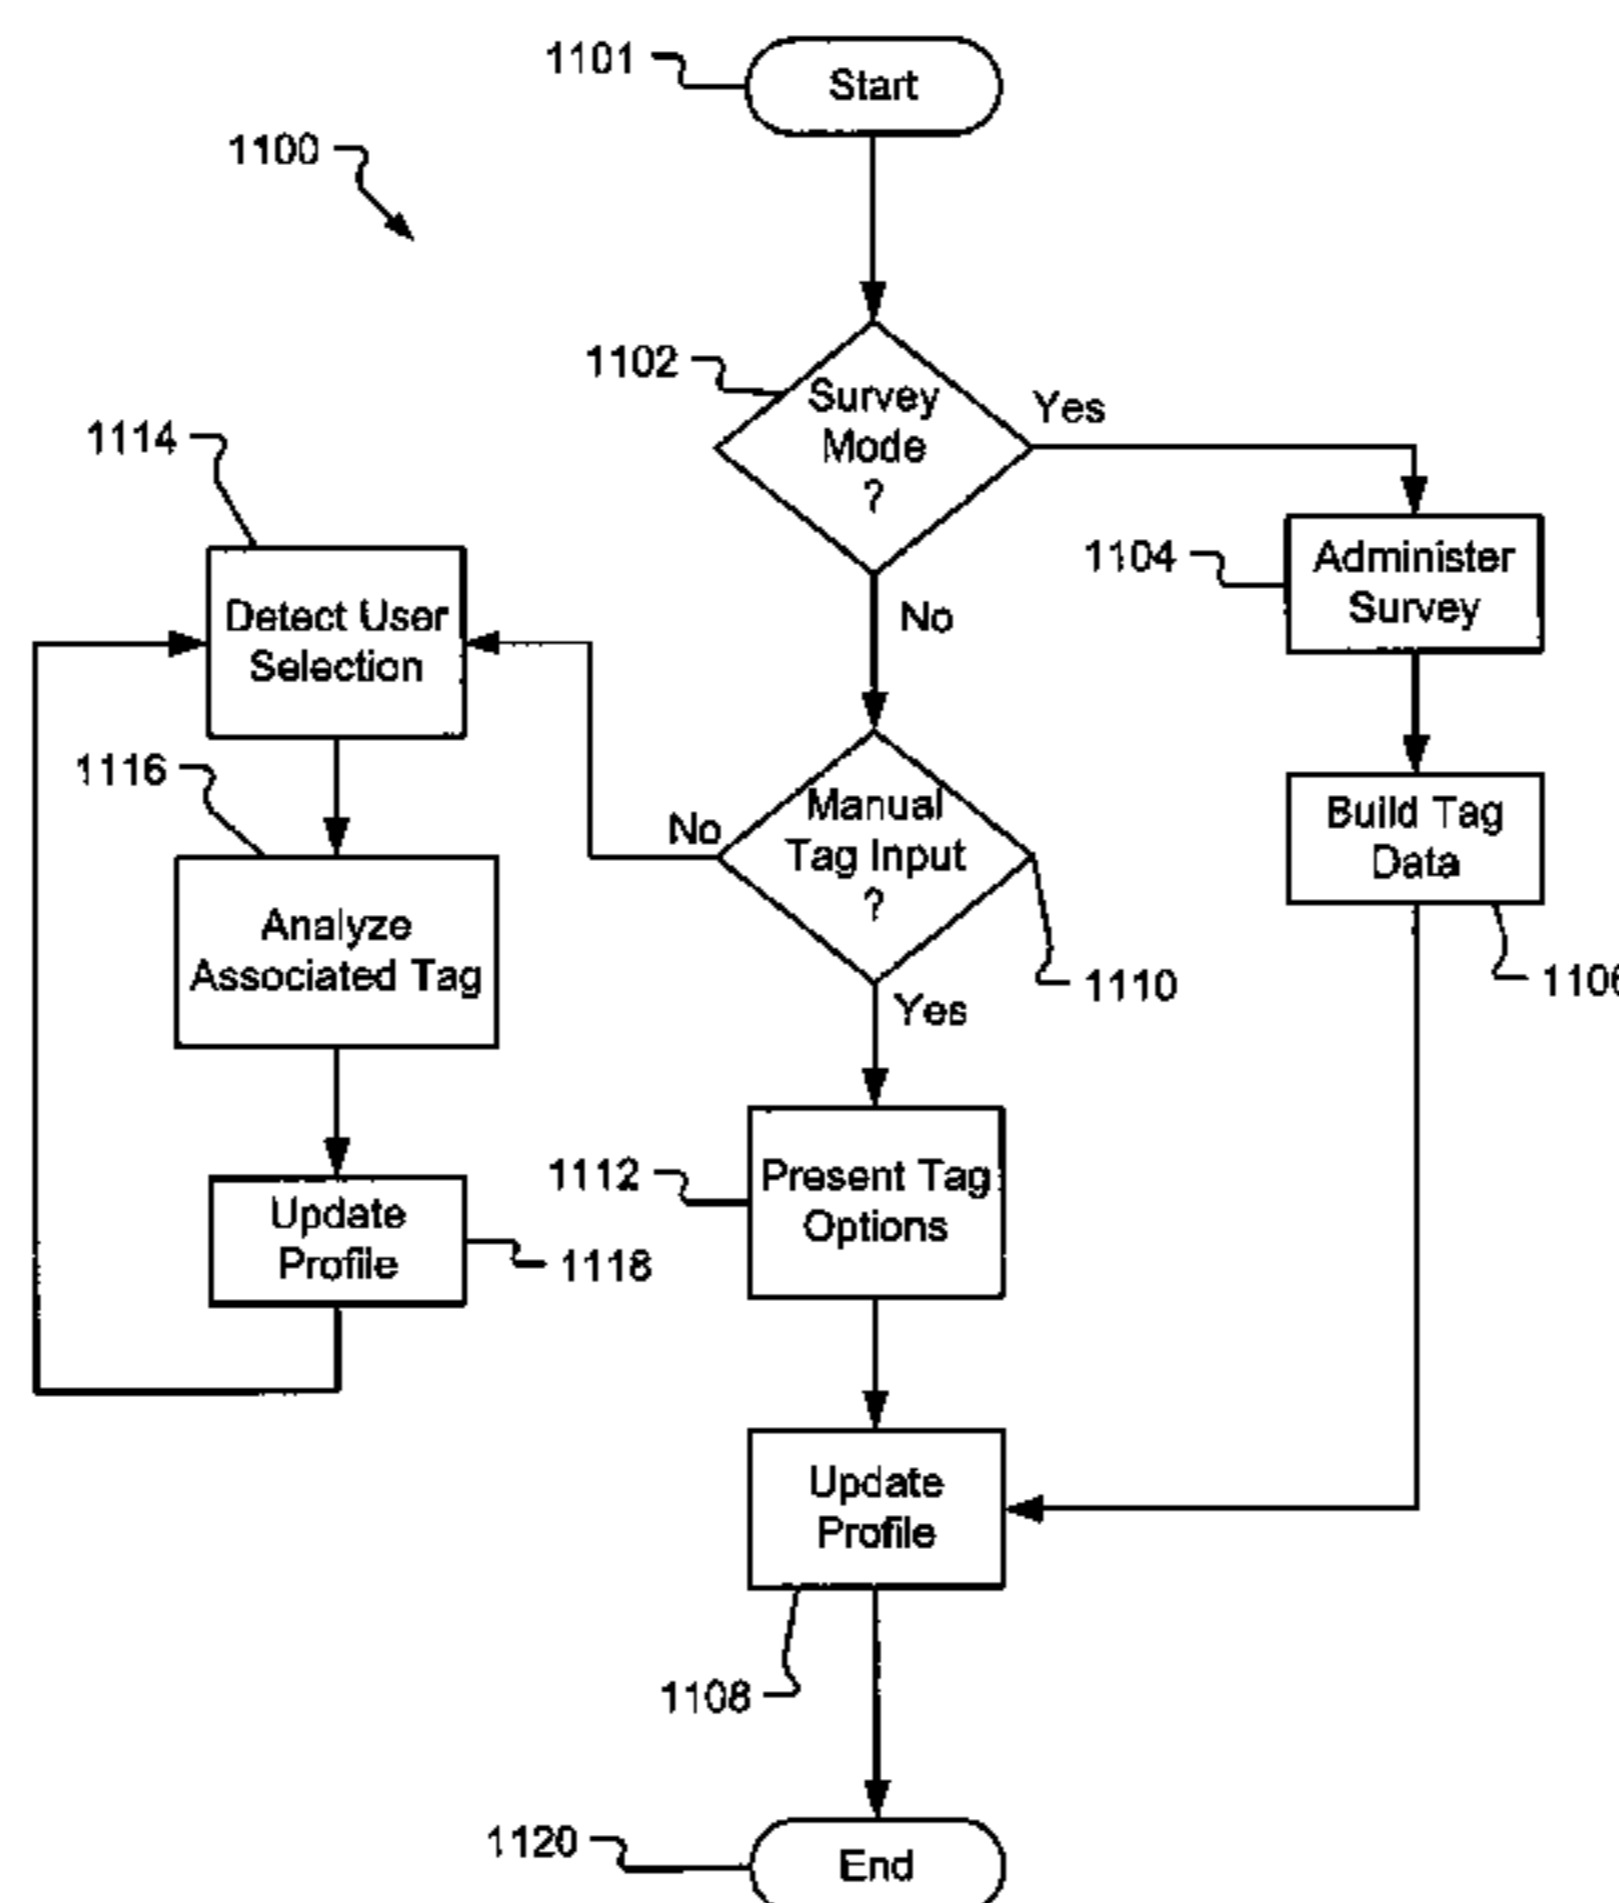 1101
Start
1100
1102
Survey
Mode
?
Yes
1114
1104
Administer
Survey
No
Detect User
Selection
1116
Manual
Tag Input
?
No
Build Tag
Data
Analyze
Associated Tag
1110
1106
Yes
1112
Present Tag
Options
Update
Profile
1118
Update
Profile
1108
1120
End